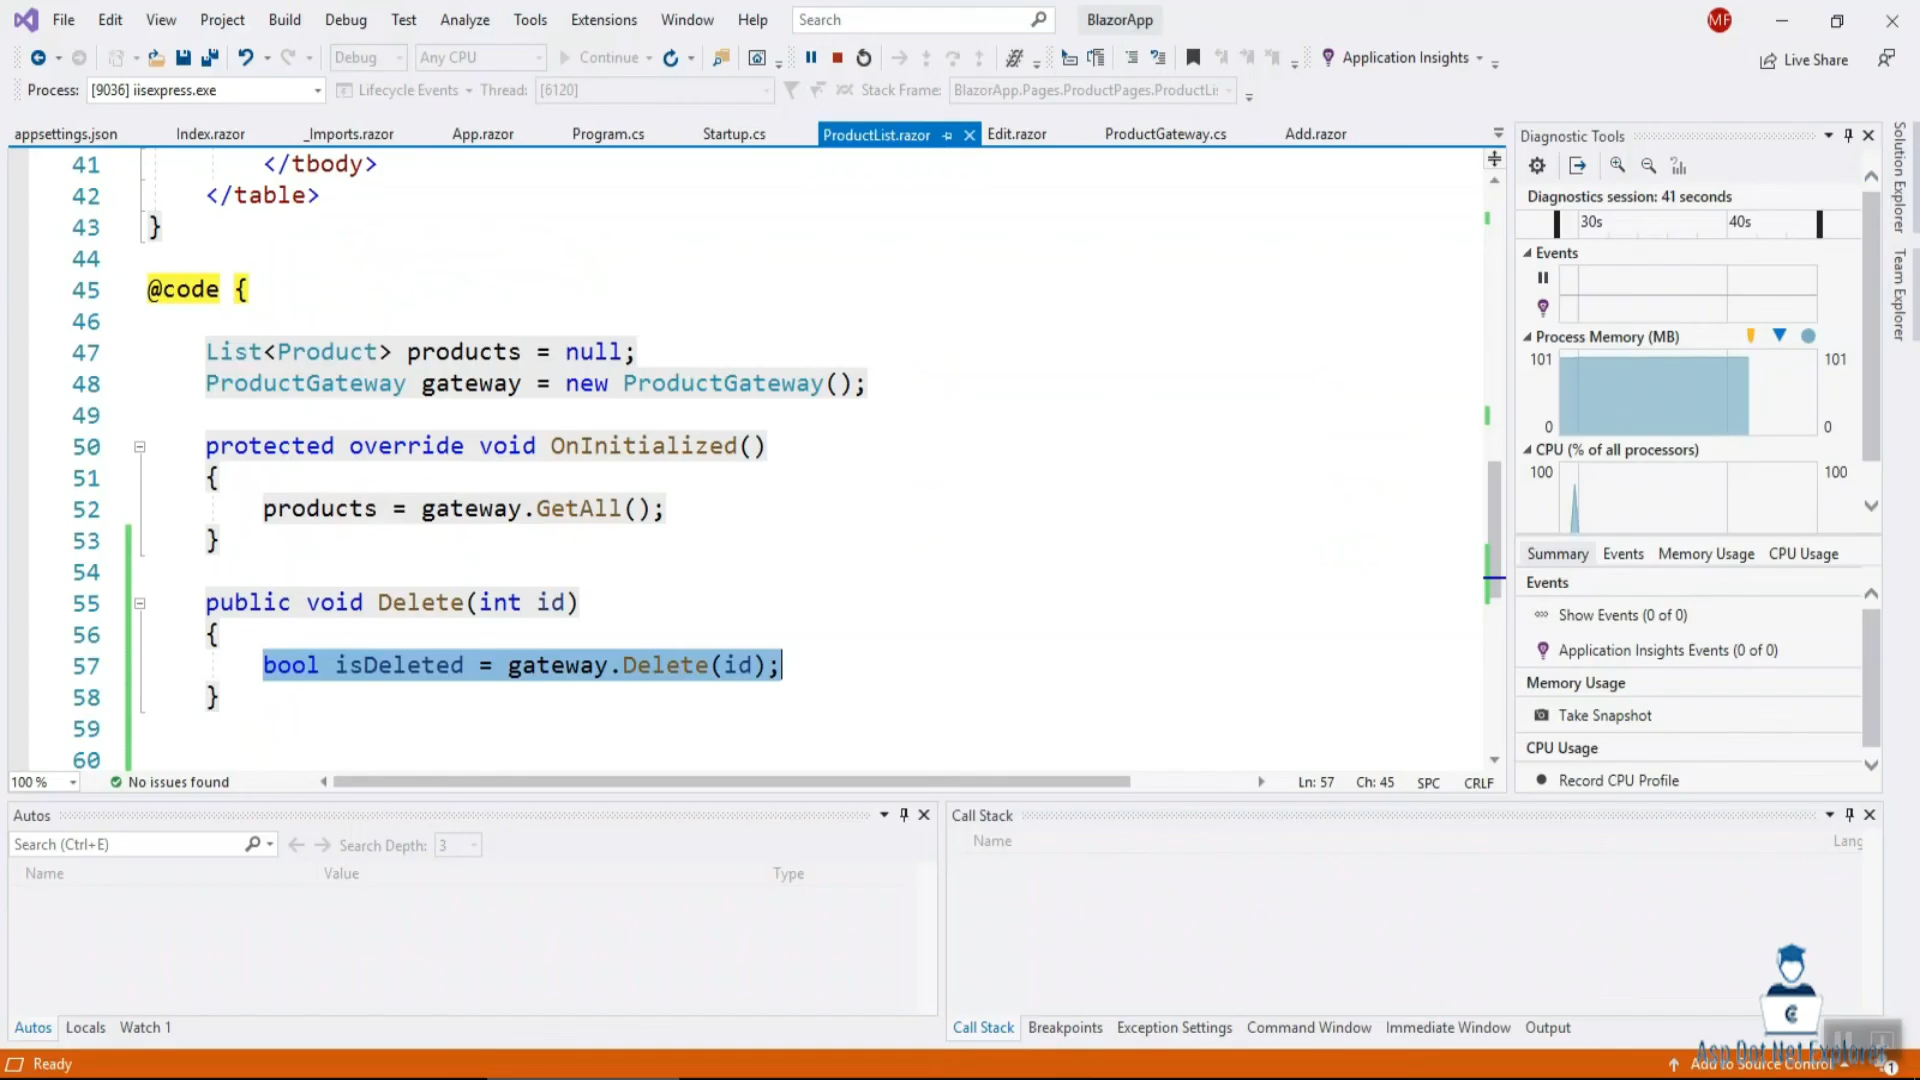 File Edit View Project Build Debug Test Analyze Tools Extensions Window Help Search BlazorApp MF
Debug Any CPU Continue Application Insights Live Share
Process: [9036] iisexpress.exe Lifecycle Events Thread: [6120] Stack Frame: BlazorApp.Pages.ProductPages.ProductLi
appsettings.json Index.razor _Imports.razor App.razor Program.cs Startup.cs ProductList.razor Edit.razor ProductGateway.cs Add.razor
41 </tbody>
42 </table>
43 }
44
45 @code {
46
47 List<Product> products = null;
48 ProductGateway gateway = new ProductGateway();
49
50 protected override void OnInitialized()
51 {
52 products = gateway.GetAll();
53 }
54
55 public void Delete(int id)
56 {
57 bool isDeleted = gateway.Delete(id);
58 }
59
60
100 % No issues found Ln: 57 Ch: 45 SPC CRLF
Diagnostic Tools
Diagnostics session: 41 seconds
30s 40s
Events
Process Memory (MB)
101 101
0 0
CPU (% of all processors)
100 100
Summary Events Memory Usage CPU Usage
Events
Show Events (0 of 0)
Application Insights Events (0 of 0)
Memory Usage
Take Snapshot
CPU Usage
Record CPU Profile
Solution Explorer
Team Explorer
Autos
Search (Ctrl+E) Search Depth: 3
Name Value Type
Autos Locals Watch 1
Call Stack
Name Lang
Call Stack Breakpoints Exception Settings Command Window Immediate Window Output
Asp Dot Net Explorer
Ready Add to Source Control 1